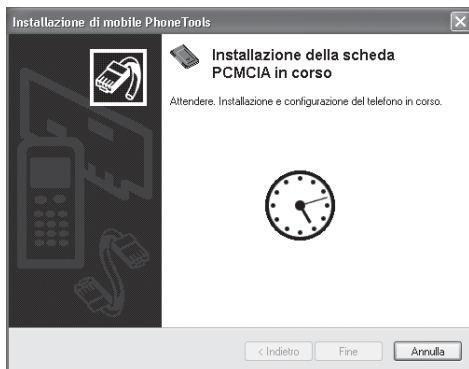 Installazione di mobile PhoneTools
Installazione della scheda
PCMCIA in corso
Attendere. Installazione e configurazione del telefono in corso.
< Indietro
Fine
Annulla